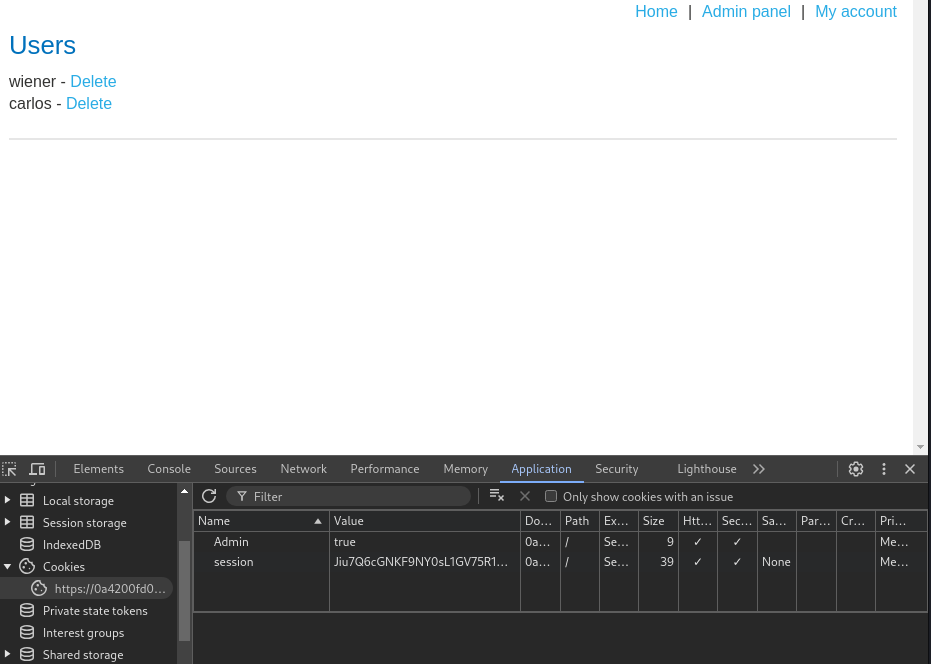 Home | Admin panel | My account
Users
wiener - Delete
carlos - Delete
Elements Console Sources Network Performance Memory Application Security Lighthouse
Local storage
Session storage
IndexedDB
Cookies
https://0a4200fd0...
Private state tokens
Interest groups
Shared storage
Filter Only show cookies with an issue
Name Value Do... Path Ex... Size Htt... Sec... Sa... Par... Cr... Pri...
Admin true 0a... / Se... 9 ✓ ✓ Me...
session Jiu7Q6cGNKF9NY0sL1GV75R1... 0a... / Se... 39 ✓ ✓ None Me...